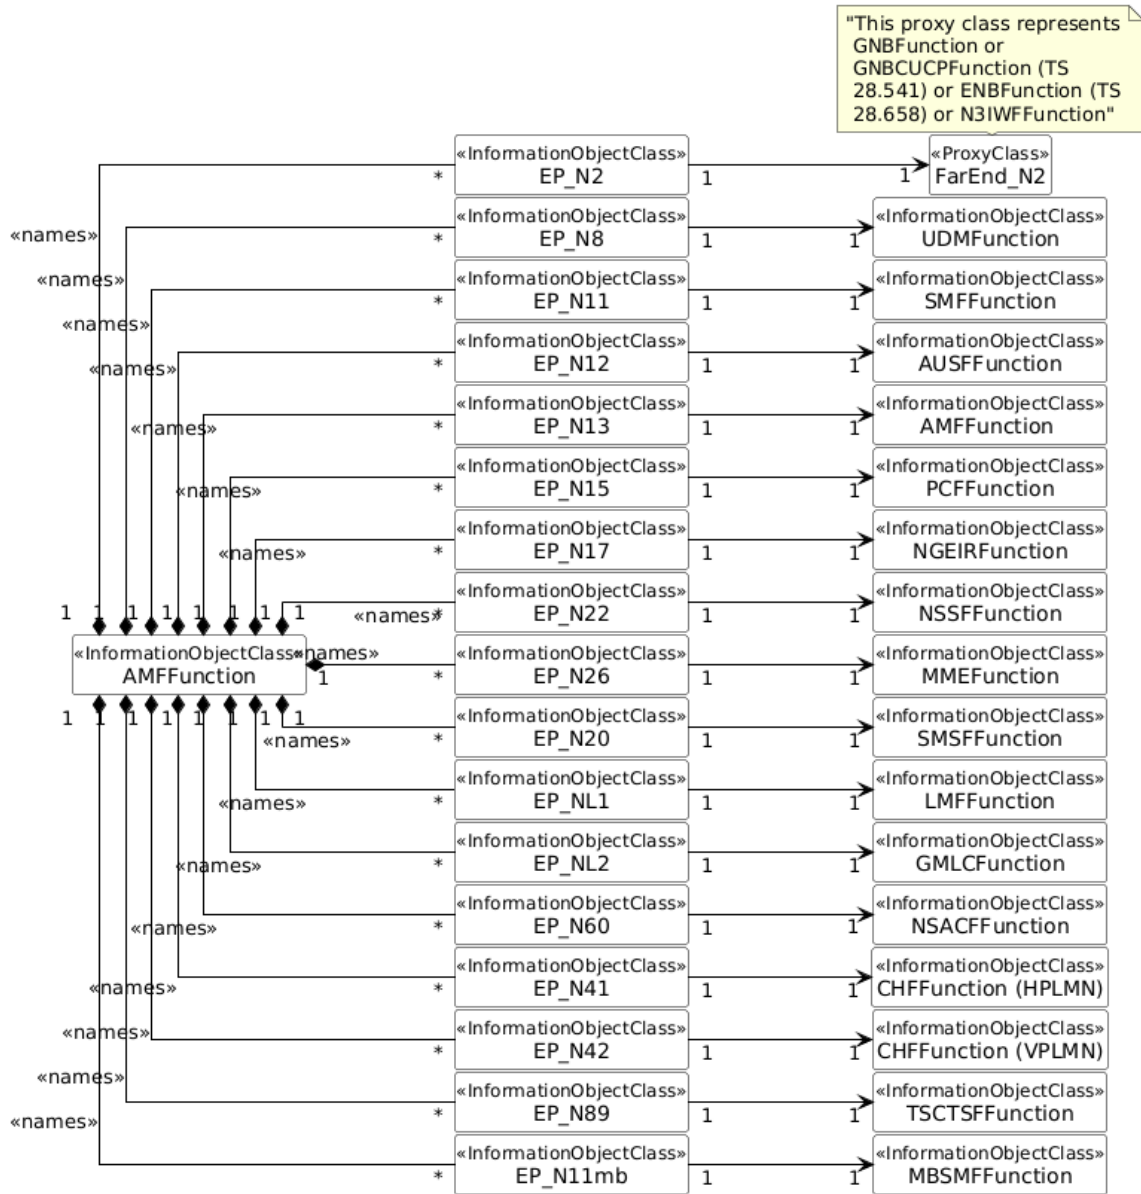 "This proxy class represents
GNBFunction or
GNBCUCPFunction (TS
28.541) or ENBFunction (TS
28.658) or N3IWFFunction"
«InformationObjectClass» «ProxyClass»
* EP_N2 1 1 FarEnd_N2
«names»
«InformationObjectClass» «InformationObjectClass»
* EP_N8 1 1 UDMFunction
«names»
«InformationObjectClass» «InformationObjectClass»
* EP_N11 1 1 SMFFunction
«names»
«InformationObjectClass» «InformationObjectClass»
«names» * EP_N12 1 1 AUSFFunction
«InformationObjectClass» «InformationObjectClass»
«names» * EP_N13 1 1 AMFFunction
«InformationObjectClass» «InformationObjectClass»
«names» * EP_N15 1 1 PCFFunction
«InformationObjectClass» «InformationObjectClass»
«names» * EP_N17 1 1 NGEIRFunction
«InformationObjectClass» «InformationObjectClass»
1 1 1 1 1 1 1 1 «names» * EP_N22 1 1 NSSFFunction
«InformationObjectClass» «names» «InformationObjectClass» «InformationObjectClass»
AMFFunction 1 * EP_N26 1 1 MMEFunction
1 1 1 1 1 1 1 1 «InformationObjectClass» «InformationObjectClass»
«names» * EP_N20 1 1 SMSFFunction
«InformationObjectClass» «InformationObjectClass»
«names» * EP_NL1 1 1 LMFFunction
«InformationObjectClass» «InformationObjectClass»
«names» * EP_NL2 1 1 GMLCFunction
«InformationObjectClass» «InformationObjectClass»
«names» * EP_N60 1 1 NSACFFunction
«InformationObjectClass» «InformationObjectClass»
«names» * EP_N41 1 1 CHFFunction (HPLMN)
«names»
«InformationObjectClass» «InformationObjectClass»
* EP_N42 1 1 CHFFunction (VPLMN)
«names»
«InformationObjectClass» «InformationObjectClass»
* EP_N89 1 1 TSCTSFFunction
«names»
«InformationObjectClass» «InformationObjectClass»
* EP_N11mb 1 1 MBSMFFunction